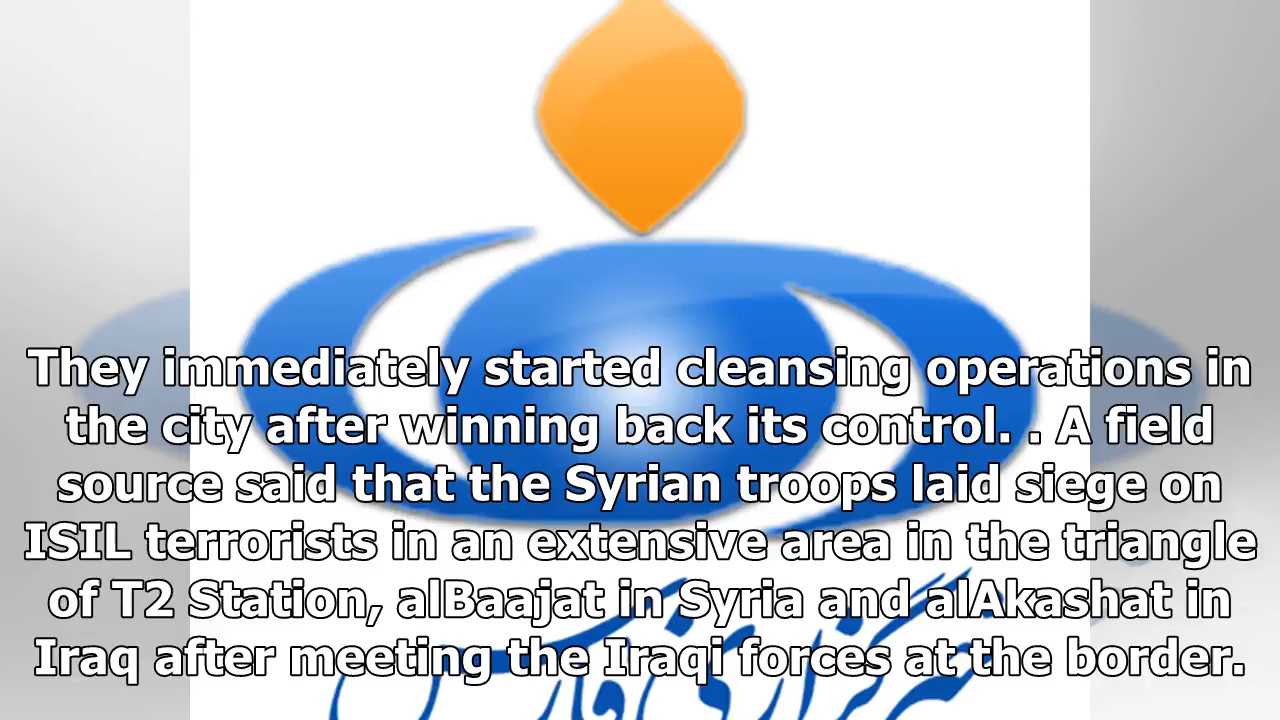 They immediately started cleansing operations in
the city after winning back its control. . A field
source said that the Syrian troops laid siege on
ISIL terrorists in an extensive area in the triangle
of T2 Station, alBaajat in Syria and alAkashat in
Iraq after meeting the Iraqi forces at the border.
خبرگزاری فارس